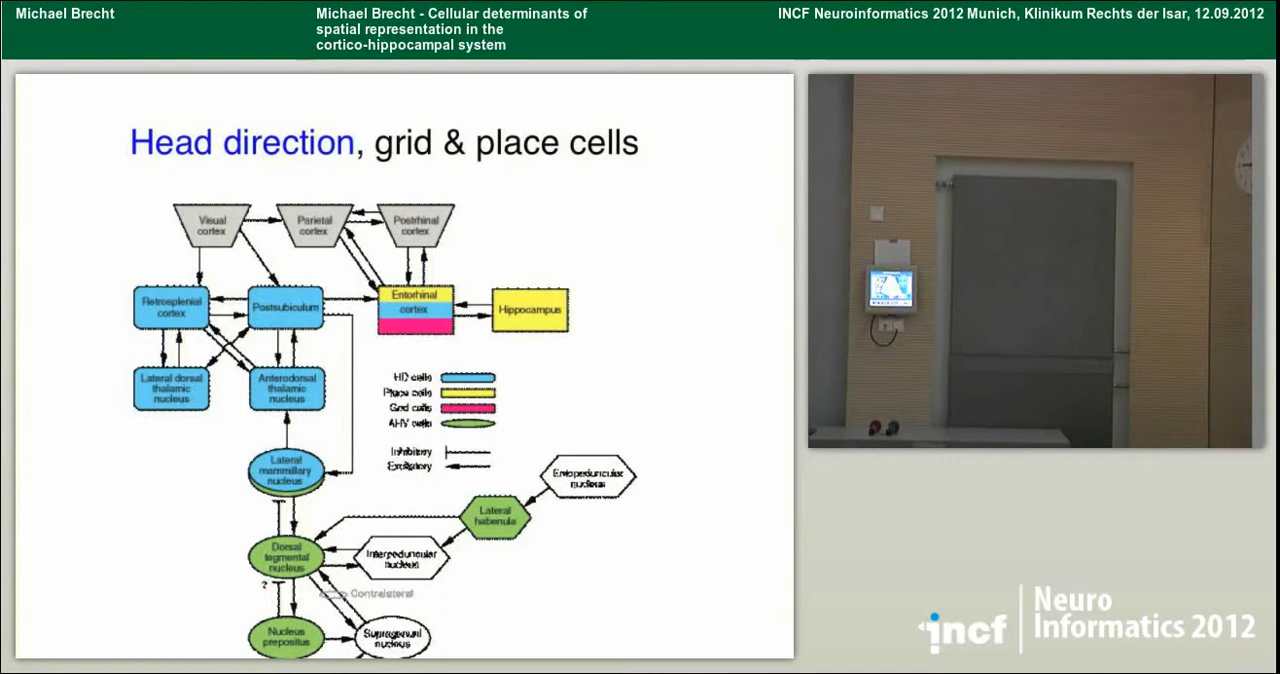 Michael Brecht
Michael Brecht - Cellular determinants of
spatial representation in the
cortico-hippocampal system
INCF Neuroinformatics 2012 Munich, Klinikum Rechts der Isar, 12.09.2012
Head direction, grid & place cells
Visual
cortex
Parietal
cortex
Postrhinal
cortex
Retrosplenial
cortex
Postsubiculum
Entorhinal
cortex
Hippocampus
Lateral dorsal
thalamic
nucleus
Anterodorsal
thalamic
nucleus
HD cells
Place cells
Grid cells
AHV cells
Inhibitory
Excitatory
Lateral
mammillary
nucleus
Entopeduncular
nucleus
Lateral
habenula
Dorsal
tegmental
nucleus
Interpeduncular
nucleus
?
Contralateral
Nucleus
prepositus
Supragenual
nucleus
incf
Neuro
Informatics 2012